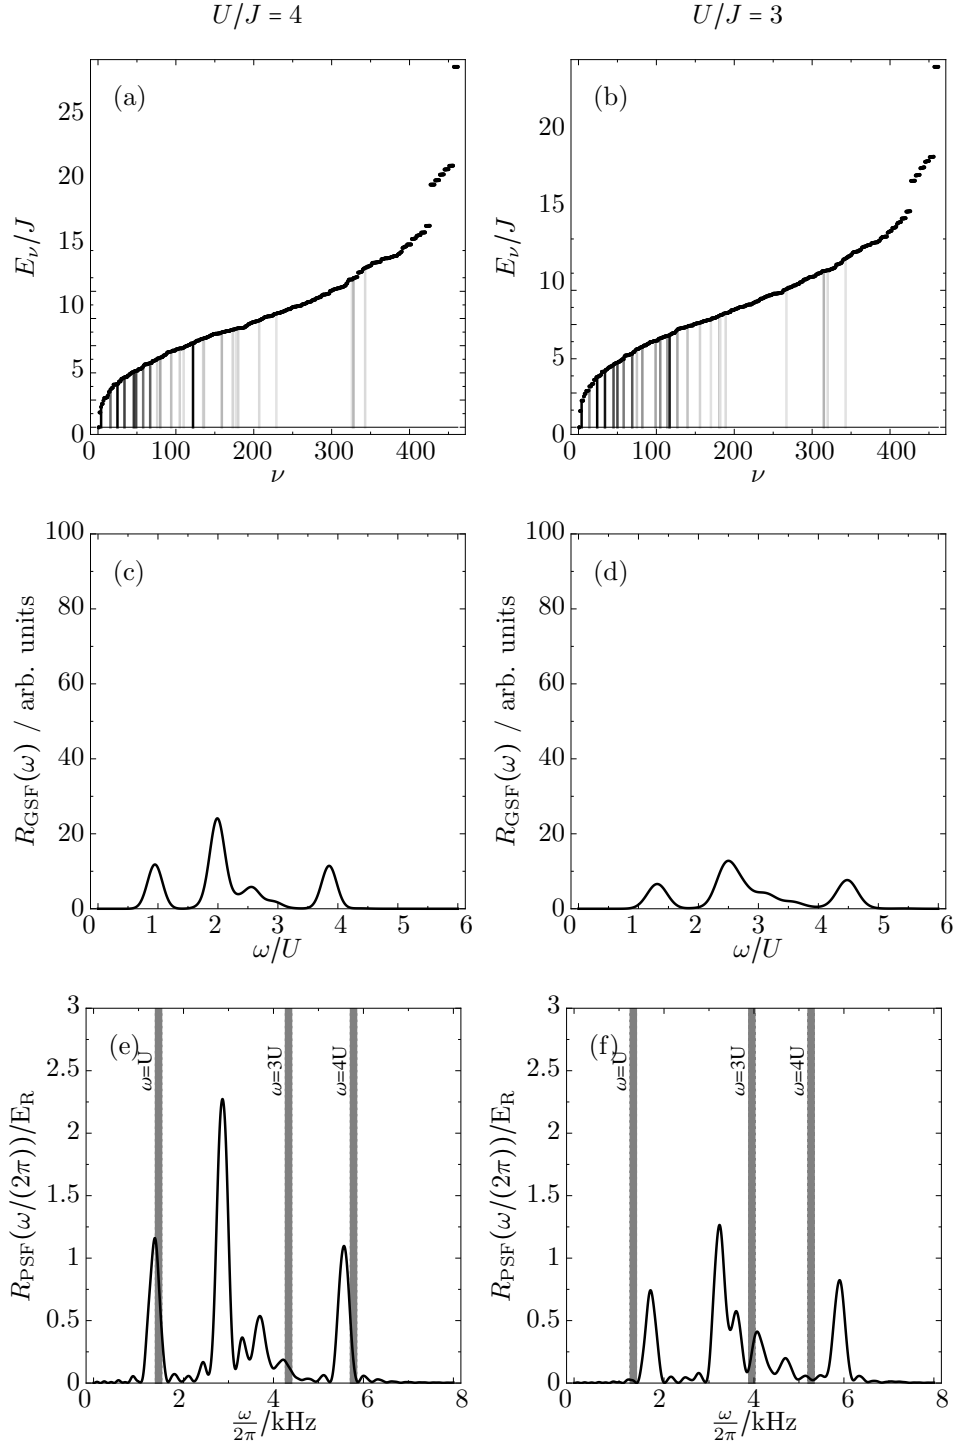 U/J = 4
U/J = 3
(a)
E_ν/J
25
20
15
10
5
0
0 100 200 300 400
ν
(b)
E_ν/J
20
15
10
5
0
0 100 200 300 400
ν
(c)
R_GSF(ω) / arb. units
100
80
60
40
20
0
0 1 2 3 4 5 6
ω/U
(d)
R_GSF(ω) / arb. units
100
80
60
40
20
0
0 1 2 3 4 5 6
ω/U
(e)
R_PSF(ω/(2π))/E_R
3
2.5
2
1.5
1
0.5
0
ω=U
ω=3U
ω=4U
0 2 4 6 8
ω/2π/kHz
(f)
R_PSF(ω/(2π))/E_R
3
2.5
2
1.5
1
0.5
0
ω=U
ω=3U
ω=4U
0 2 4 6 8
ω/2π/kHz